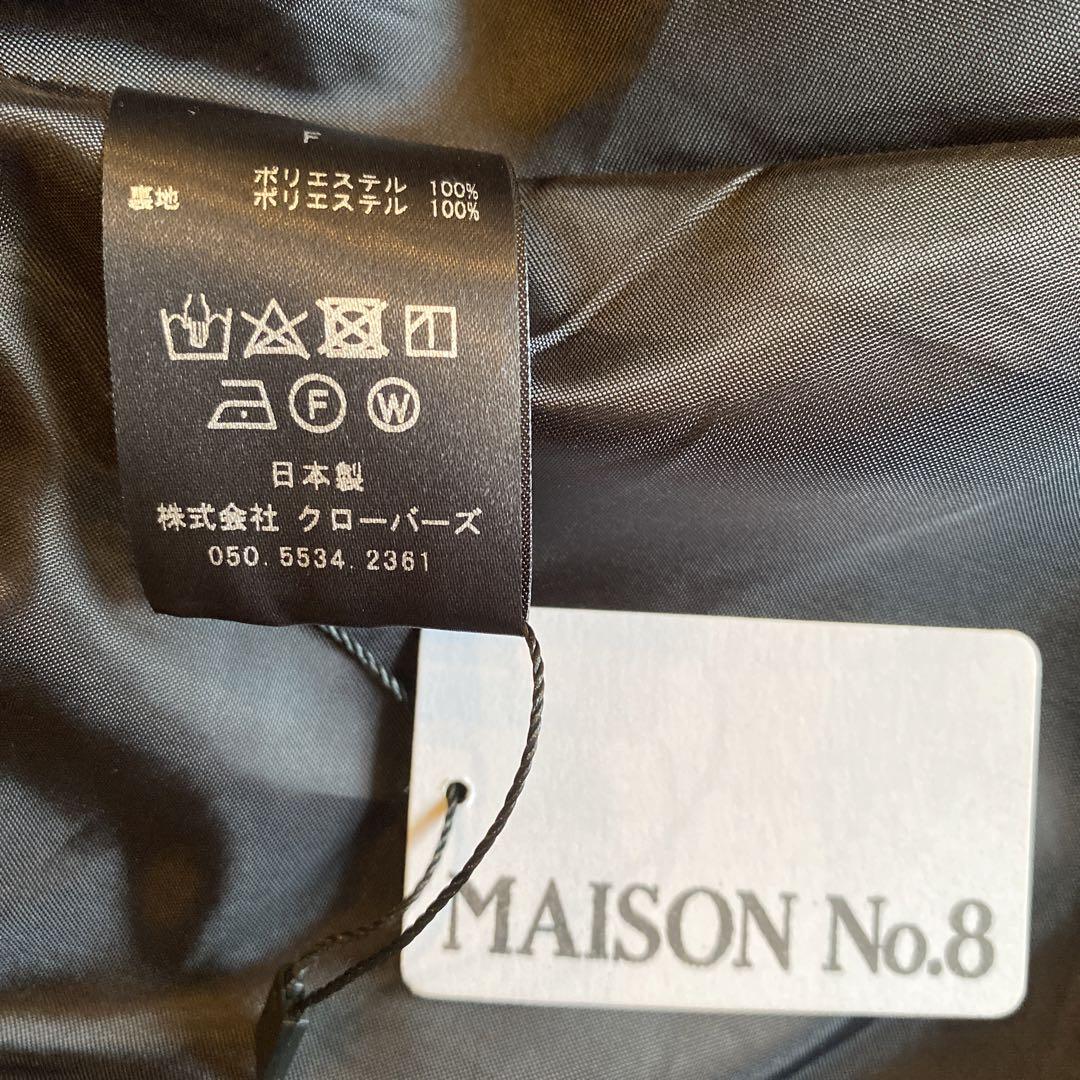 F
ポリエステル 100%
裏地 ポリエステル 100%
F W
日本製
株式会社 クローバーズ
050. 5534. 2361
MAISON No.8